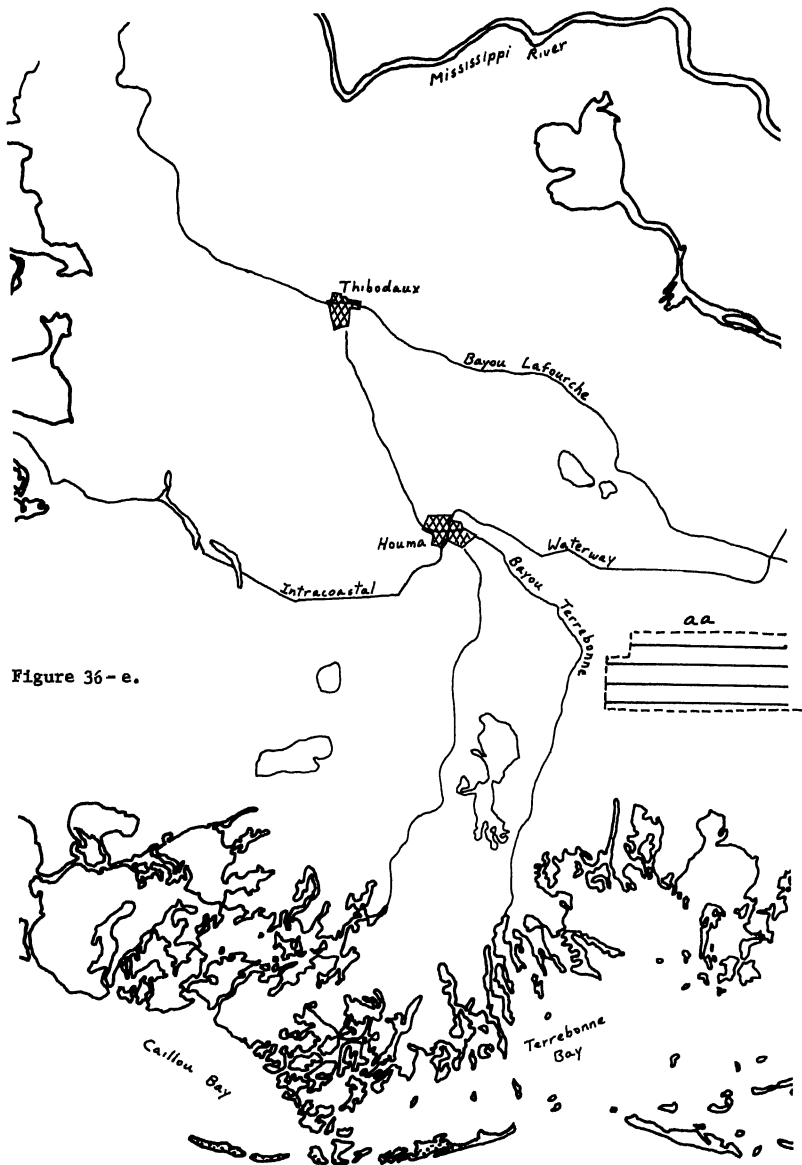 Mississippi River
Thibodaux
Bayou Lafourche
Houma
Waterway
Intracoastal
Bayou Terrebonne
aa
Figure 36-e.
Caillou Bay
Terrebonne
Bay